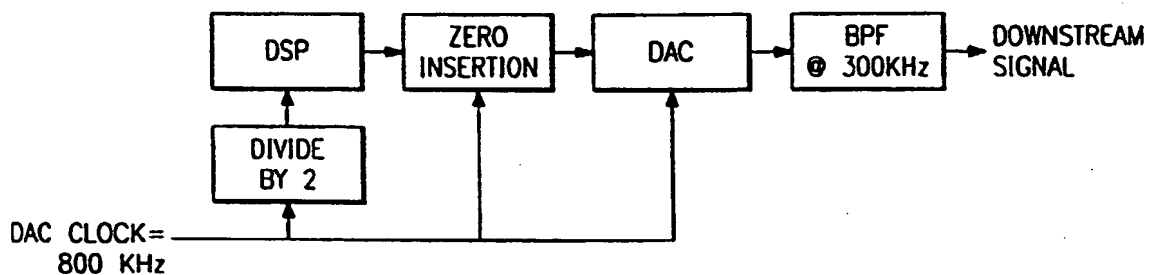 DSP
ZERO
INSERTION
DAC
BPF
@ 300KHz
DOWNSTREAM
SIGNAL
DIVIDE
BY 2
DAC CLOCK=
800 KHz